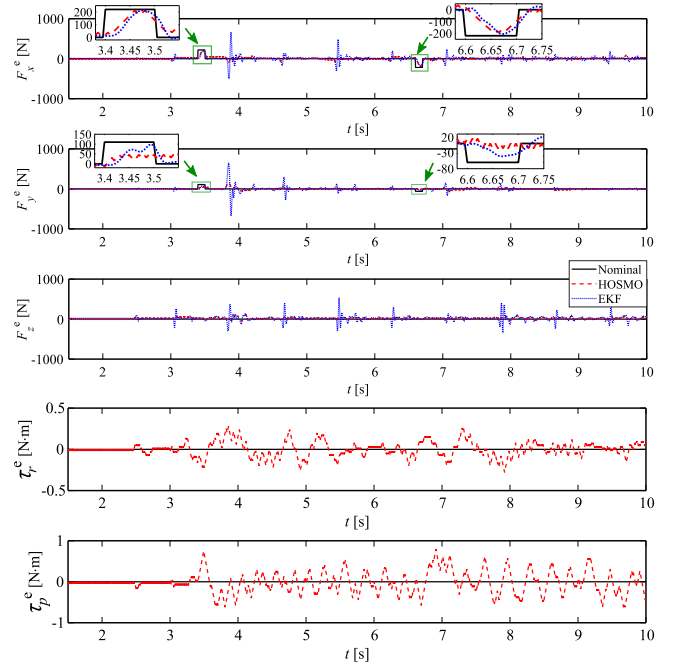 1000
0
-1000
F_x^e [N]
200
100
0
3.4 3.45 3.5
0
-100
-200
6.6 6.65 6.7 6.75
2 3 4 5 6 7 8 9 10
t [s]
1000
0
-1000
F_y^e [N]
150
100
50
0
3.4 3.45 3.5
20
-30
-80
6.6 6.65 6.7 6.75
2 3 4 5 6 7 8 9 10
t [s]
1000
0
-1000
F_z^e [N]
Nominal
HOSMO
EKF
2 3 4 5 6 7 8 9 10
t [s]
0.5
0
-0.5
τ_r^e [N·m]
2 3 4 5 6 7 8 9 10
t [s]
1
0
-1
τ_p^e [N·m]
2 3 4 5 6 7 8 9 10
t [s]